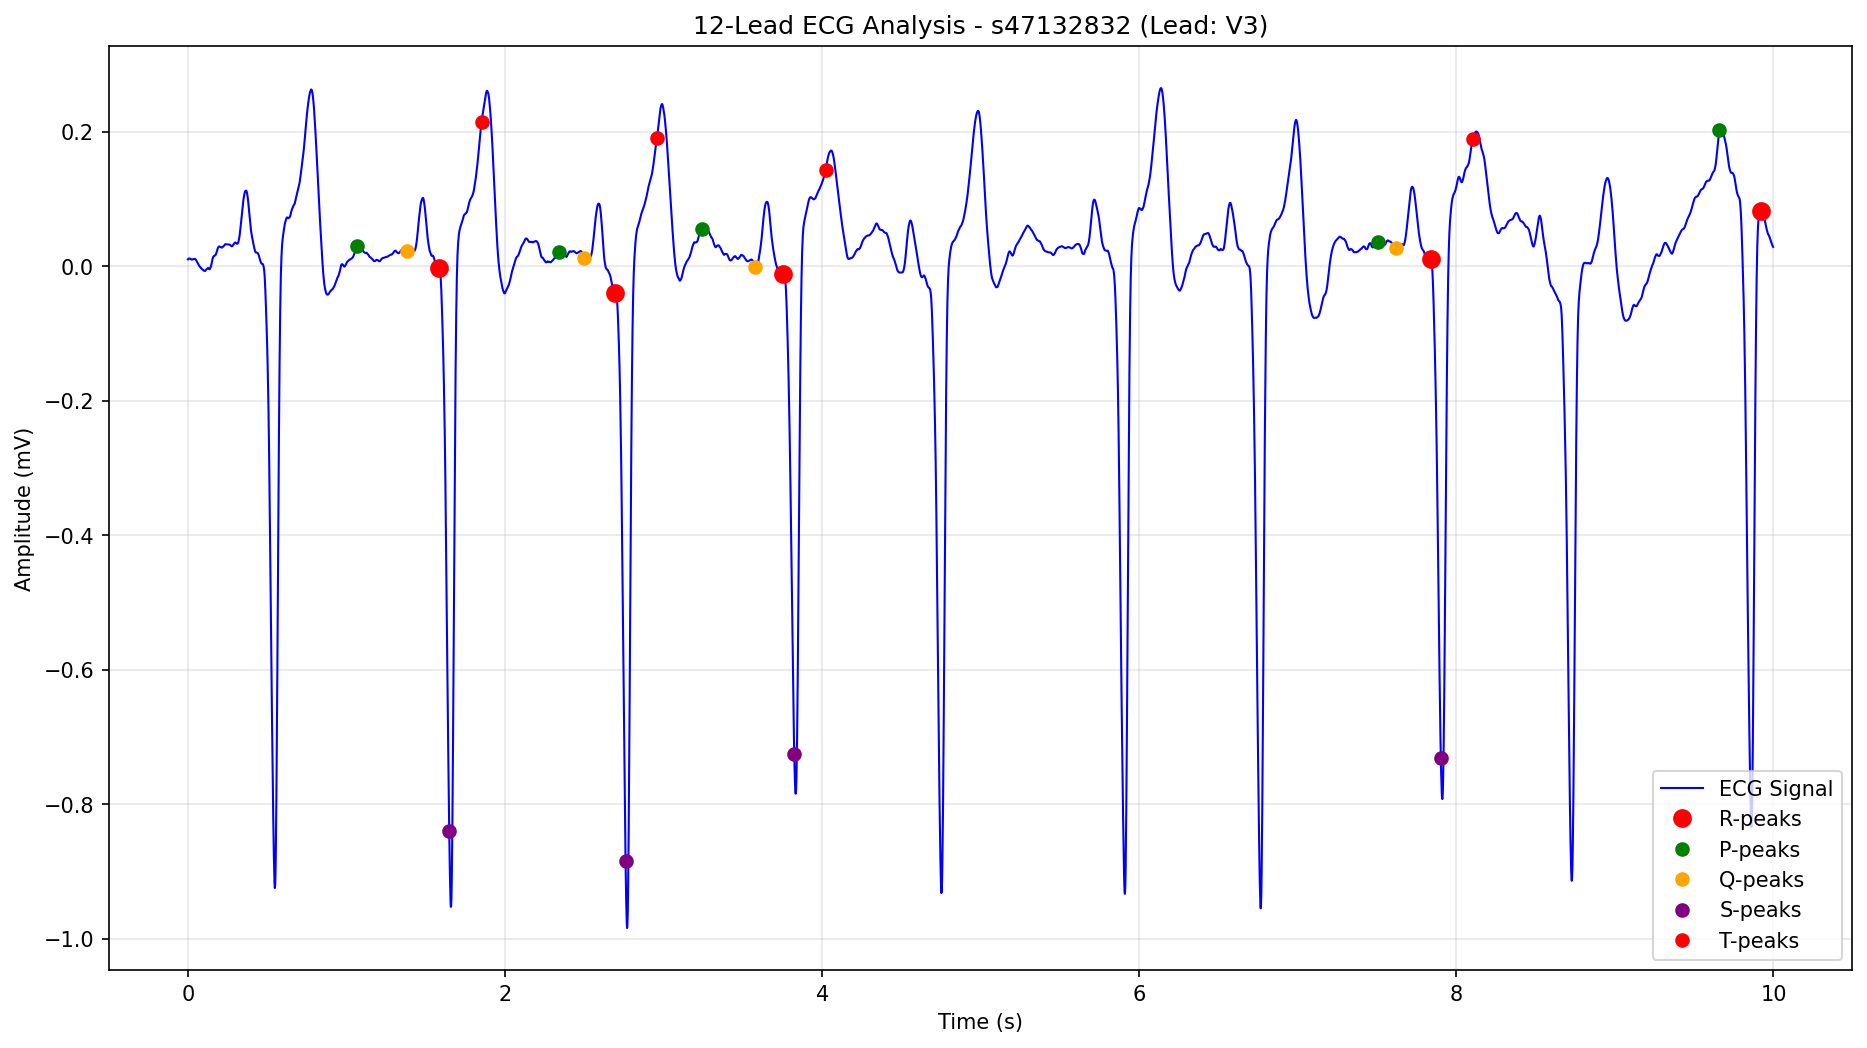 12-Lead ECG Analysis - s47132832 (Lead: V3)
Amplitude (mV)
0.2
0.0
−0.2
−0.4
−0.6
−0.8
−1.0
0 2 4 6 8 10
Time (s)
ECG Signal
R-peaks
P-peaks
Q-peaks
S-peaks
T-peaks